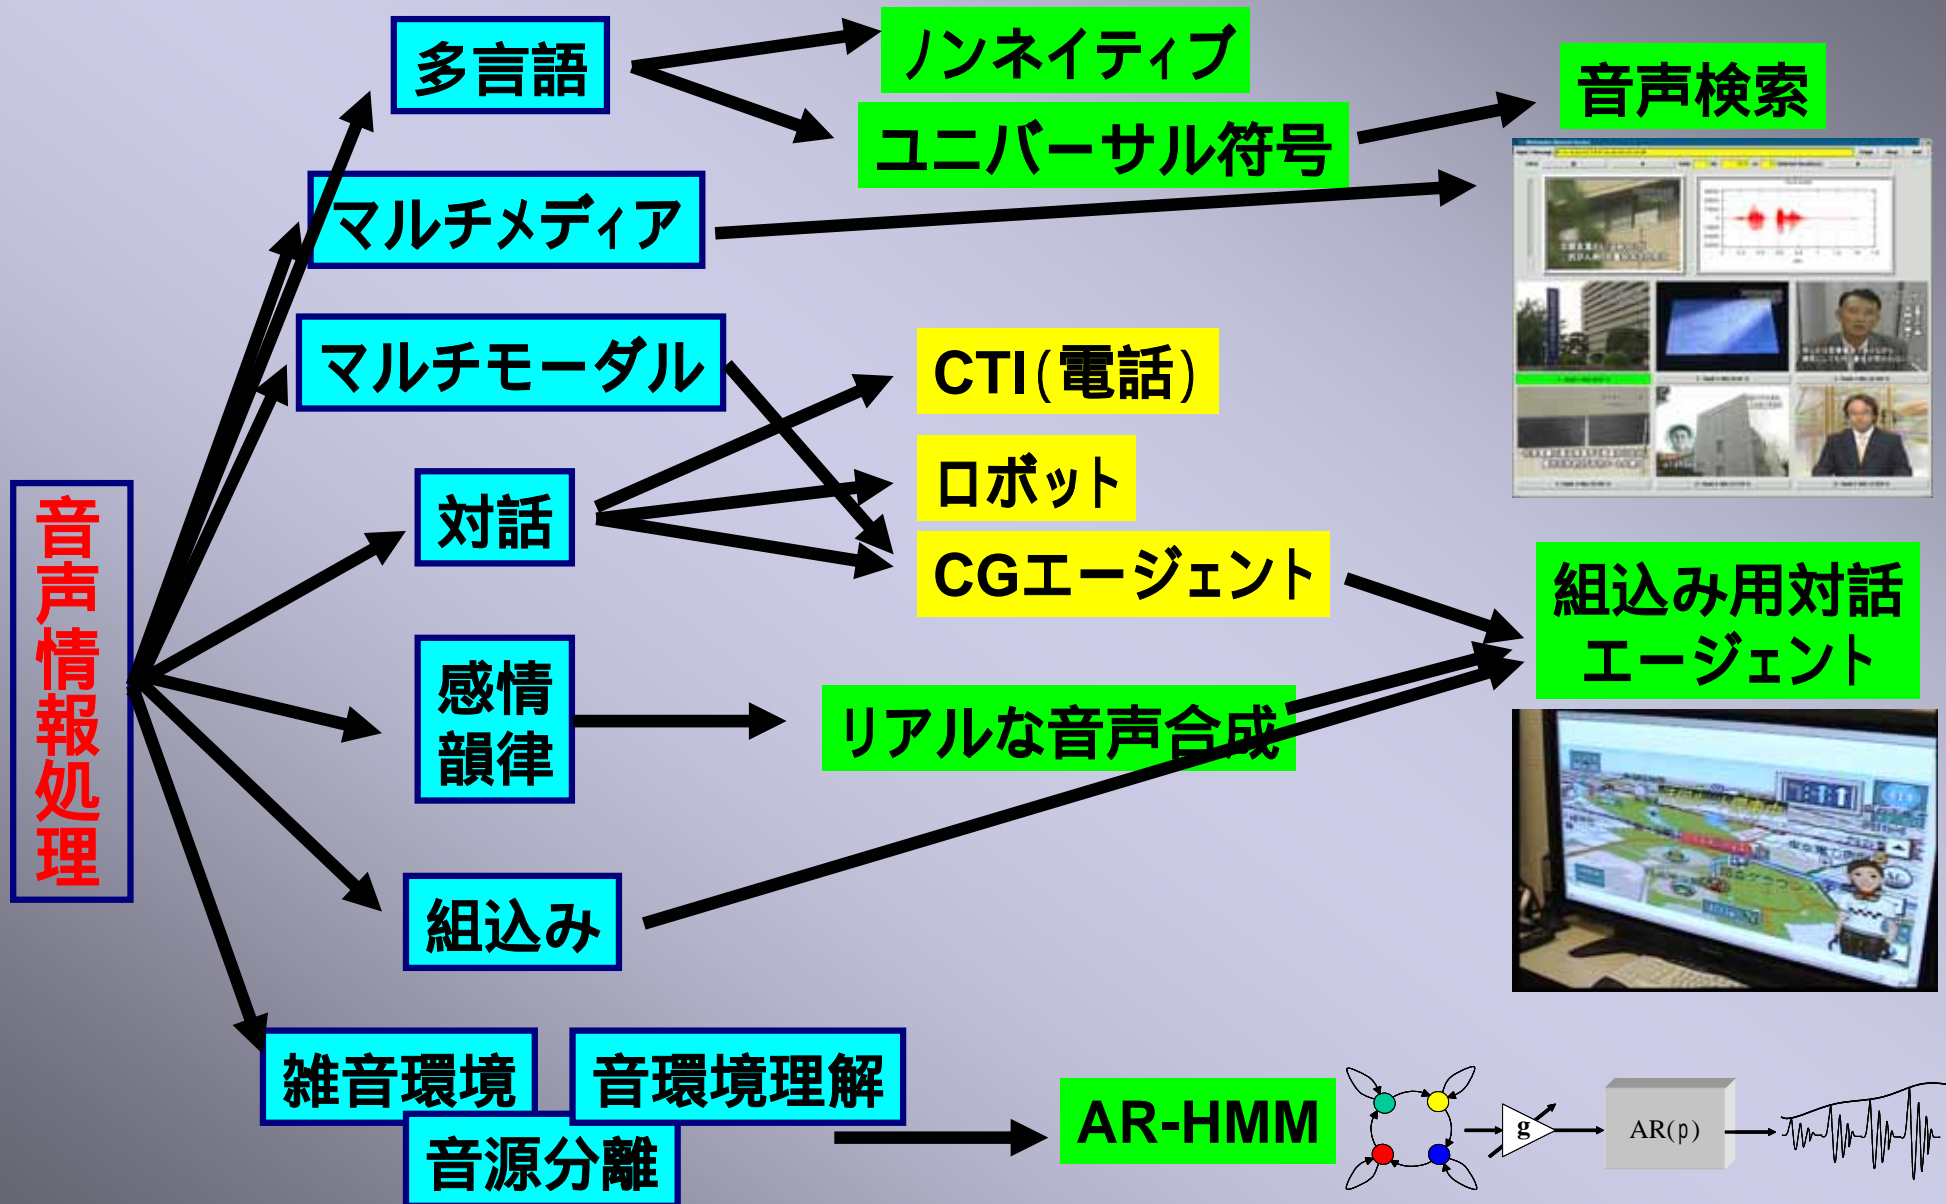 多言語
ノンネイティブ
音声検索
ユニバーサル符号
マルチメディア
マルチモーダル
CTI(電話)
ロボット
対話
CGエージェント
組込み用対話
エージェント
音声情報処理
感情
韻律
リアルな音声合成
組込み
雑音環境
音環境理解
音源分離
AR-HMM
g
AR(p)